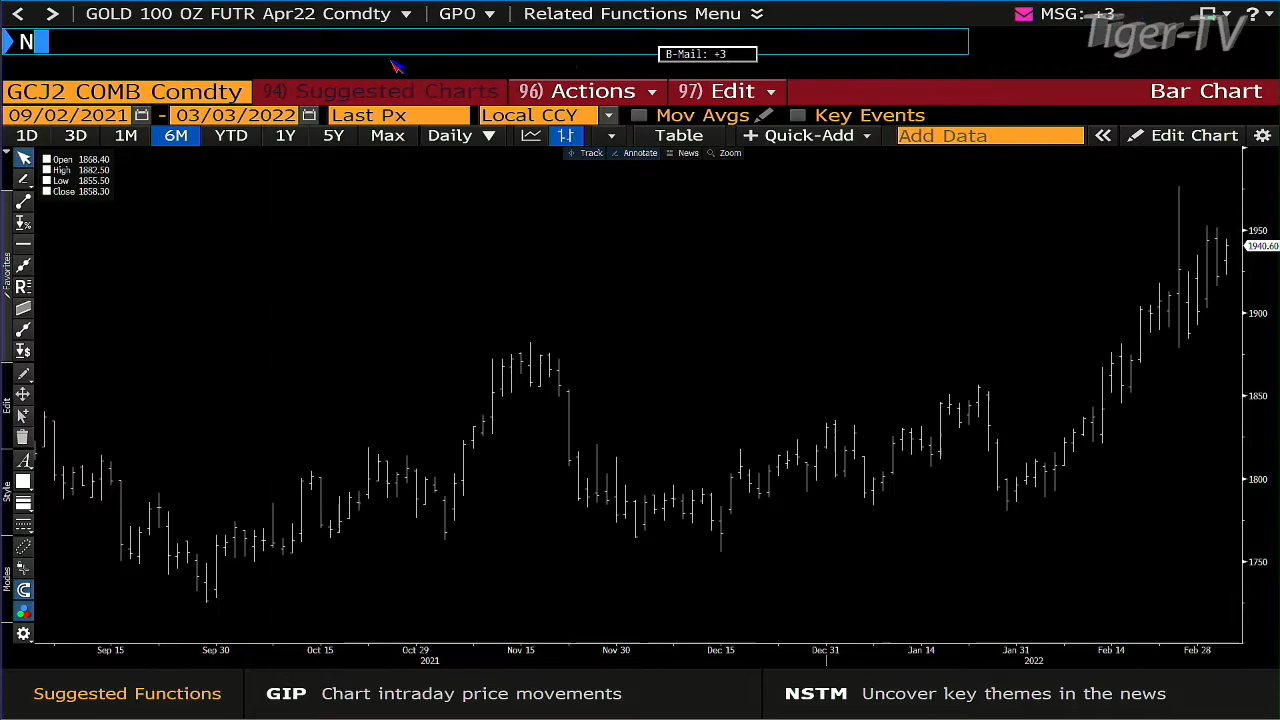 GOLD 100 OZ FUTR Apr22 Comdty GPO Related Functions Menu MSG: +3 ?
Tiger-TV
N
B-Mail: +3
GCJ2 COMB Comdty 94) Suggested Charts 96) Actions 97) Edit Bar Chart
09/02/2021 - 03/03/2022 Last Px Local CCY Mov Avgs Key Events
1D 3D 1M 6M YTD 1Y 5Y Max Daily Table + Quick-Add Add Data Edit Chart
Track Annotate News Zoom
Open 1868.40
High 1882.50
Low 1855.50
Close 1858.30
Favorites
Edit
Style
Modes
1950
1940.60
1900
1850
1800
1750
Sep 15 Sep 30 Oct 15 Oct 29 Nov 15 Nov 30 Dec 15 Dec 31 Jan 14 Jan 31 Feb 14 Feb 28
2021 2022
Suggested Functions GIP Chart intraday price movements NSTM Uncover key themes in the news